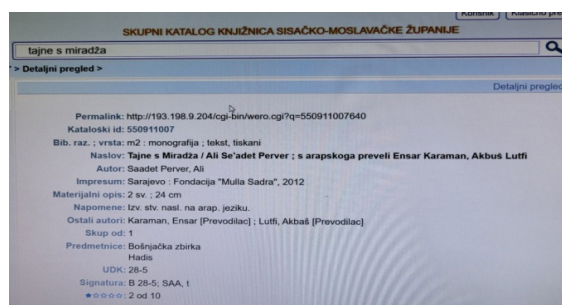 Korisnik
SKUPNI KATALOG KNJIŽNICA SISAČKO-MOSLAVAČKE ŽUPANIJE
tajne s miradža
> Detaljni pregled >
Detaljni pregled
Permalink: http://193.198.9.204/cgi-bin/wero.cgi?q=550911007640
Kataloški id: 550911007
Bib. raz. ; vrsta: m2 : monografija ; tekst, tiskani
Naslov: Tajne s Miradža / Ali Se'adet Perver ; s arapskoga preveli Ensar Karaman, Akbuš Lutfi
Autor: Saadet Perver, Ali
Impresum: Sarajevo : Fondacija "Mulla Sadra", 2012
Materijalni opis: 2 sv. ; 24 cm
Napomene: Izv. stv. nasl. na arap. jeziku.
Ostali autori: Karaman, Ensar [Prevodilac] ; Lutfi, Akbaš [Prevodilac]
Skup od: 1
Predmetnice: Bošnjačka zbirka
Hadis
UDK: 28-5
Signatura: B 28-5; SAA, t
★☆☆☆☆: 2 od 10